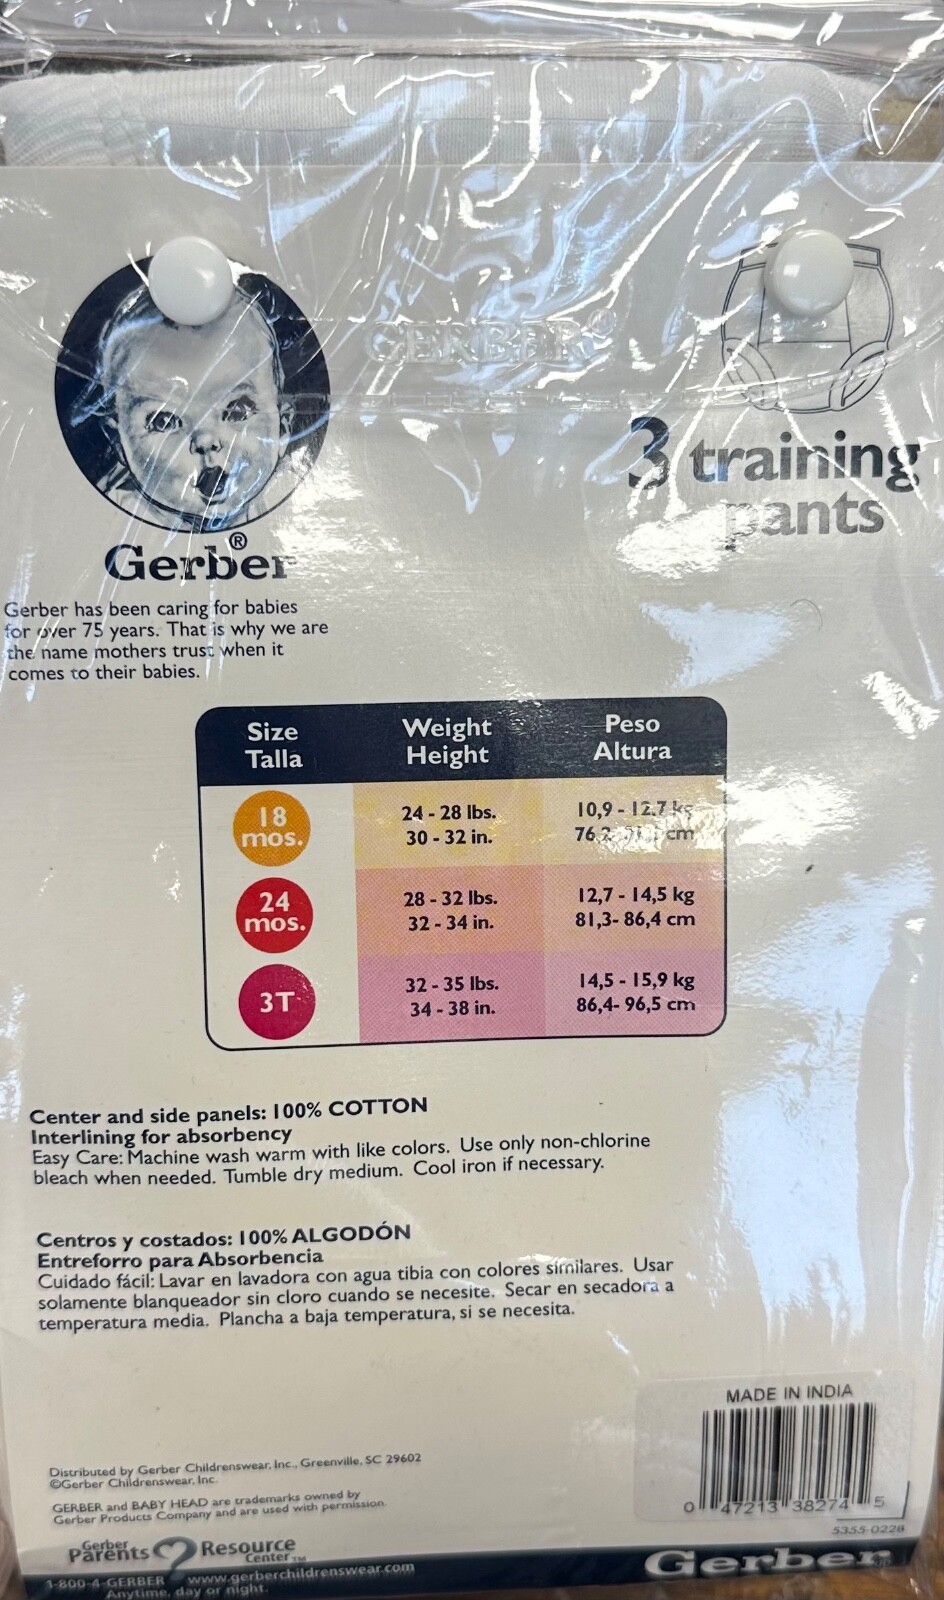 GERBER®
3 training
pants
Gerber®
Gerber has been caring for babies
for over 75 years. That is why we are
the name mothers trust when it
comes to their babies.
Size Weight Peso
Talla Height Altura
18 mos. 24 - 28 lbs. 10,9 - 12,7 kg
30 - 32 in. cm
24 mos. 28 - 32 lbs. 12,7 - 14,5 kg
32 - 34 in. 81,3- 86,4 cm
3T 32 - 35 lbs. 14,5 - 15,9 kg
34 - 38 in. 86,4- 96,5 cm
Center and side panels: 100% COTTON
Interlining for absorbency
Easy Care: Machine wash warm with like colors. Use only non-chlorine
bleach when needed. Tumble dry medium. Cool iron if necessary.
Centros y costados: 100% ALGODÓN
Entreforro para Absorbencia
Cuidado fácil: Lavar en lavadora con agua tibia con colores similares. Usar
solamente blanqueador sin cloro cuando se necesite. Secar en secadora a
temperatura media. Plancha a baja temperatura, si se necesita.
MADE IN INDIA
0 47213 38274 5
5355-0228
Distributed by Gerber Childrenswear, Inc., Greenville, SC 29602
©Gerber Childrenswear, Inc.
GERBER and BABY HEAD are trademarks owned by
Gerber Products Company and are used with permission.
Gerber
Parents Resource
Center™
1-800-4-GERBER www.gerberchildrenswear.com
Anytime, day or night.
Gerber